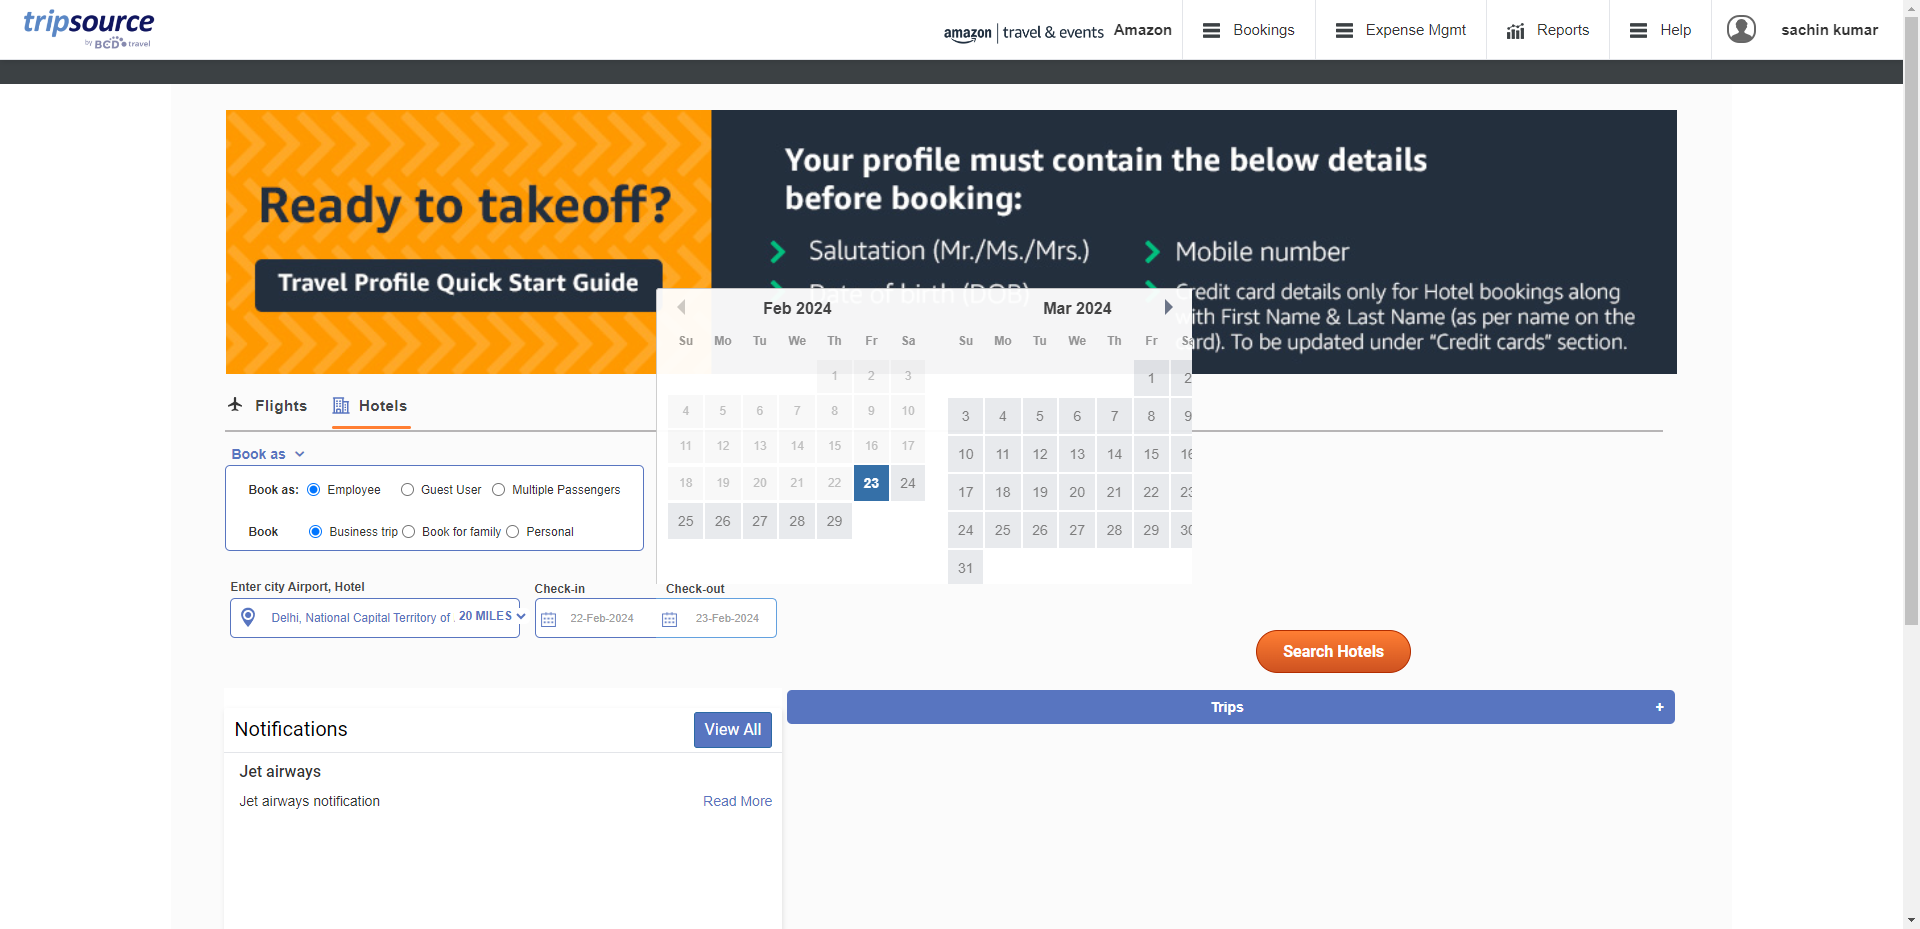 tripsource
by BCD travel
amazon | travel & events Amazon
Bookings
Expense Mgmt
Reports
Help
sachin kumar
Ready to takeoff?
Travel Profile Quick Start Guide
Your profile must contain the below details
before booking:
Salutation (Mr./Ms./Mrs.)
Mobile number
Date of birth (DOB)
Credit card details only for Hotel bookings along
with First Name & Last Name (as per name on the
card). To be updated under “Credit cards” section.
Feb 2024
Su Mo Tu We Th Fr Sa
1 2 3
4 5 6 7 8 9 10
11 12 13 14 15 16 17
18 19 20 21 22 23 24
25 26 27 28 29
Mar 2024
Su Mo Tu We Th Fr Sa
1 2
3 4 5 6 7 8 9
10 11 12 13 14 15 16
17 18 19 20 21 22 23
24 25 26 27 28 29 30
31
Flights
Hotels
Book as
Book as: Employee Guest User Multiple Passengers
Book Business trip Book for family Personal
Enter city Airport, Hotel
Check-in
Check-out
Delhi, National Capital Territory of
20 MILES
22-Feb-2024
23-Feb-2024
Search Hotels
Notifications
View All
Trips +
Jet airways
Jet airways notification
Read More